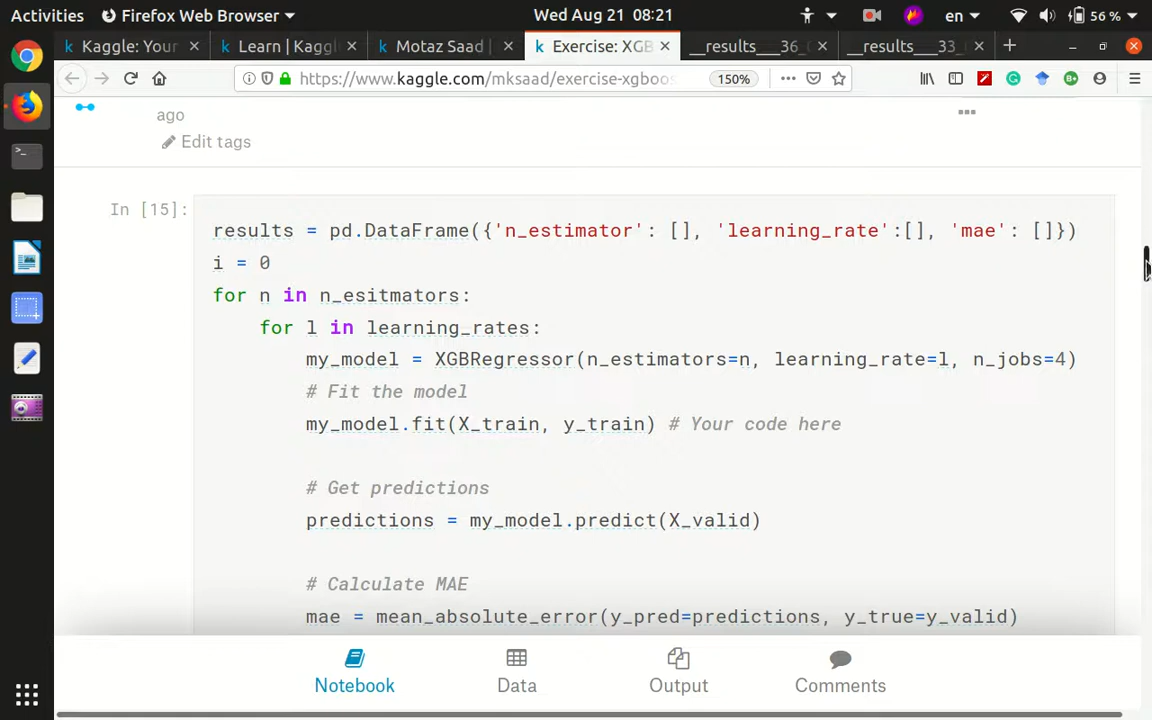 Activities Firefox Web Browser Wed Aug 21 08:21 en 56 %
Kaggle: Your Learn | Kaggl Motaz Saad | Exercise: XGB __results___36_ __results___33_
https://www.kaggle.com/mksaad/exercise-xgboos 150%
ago
Edit tags
In [15]:
results = pd.DataFrame({'n_estimator': [], 'learning_rate':[], 'mae': []})
i = 0
for n in n_esitmators:
for l in learning_rates:
my_model = XGBRegressor(n_estimators=n, learning_rate=l, n_jobs=4)
# Fit the model
my_model.fit(X_train, y_train) # Your code here
# Get predictions
predictions = my_model.predict(X_valid)
# Calculate MAE
mae = mean_absolute_error(y_pred=predictions, y_true=y_valid)
Notebook Data Output Comments